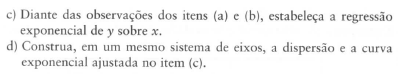 c) Diante das observações dos itens (a) e (b), estabeleça a regressão
exponencial de y sobre x.
d) Construa, em um mesmo sistema de eixos, a dispersão e a curva
exponencial ajustada no item (c).